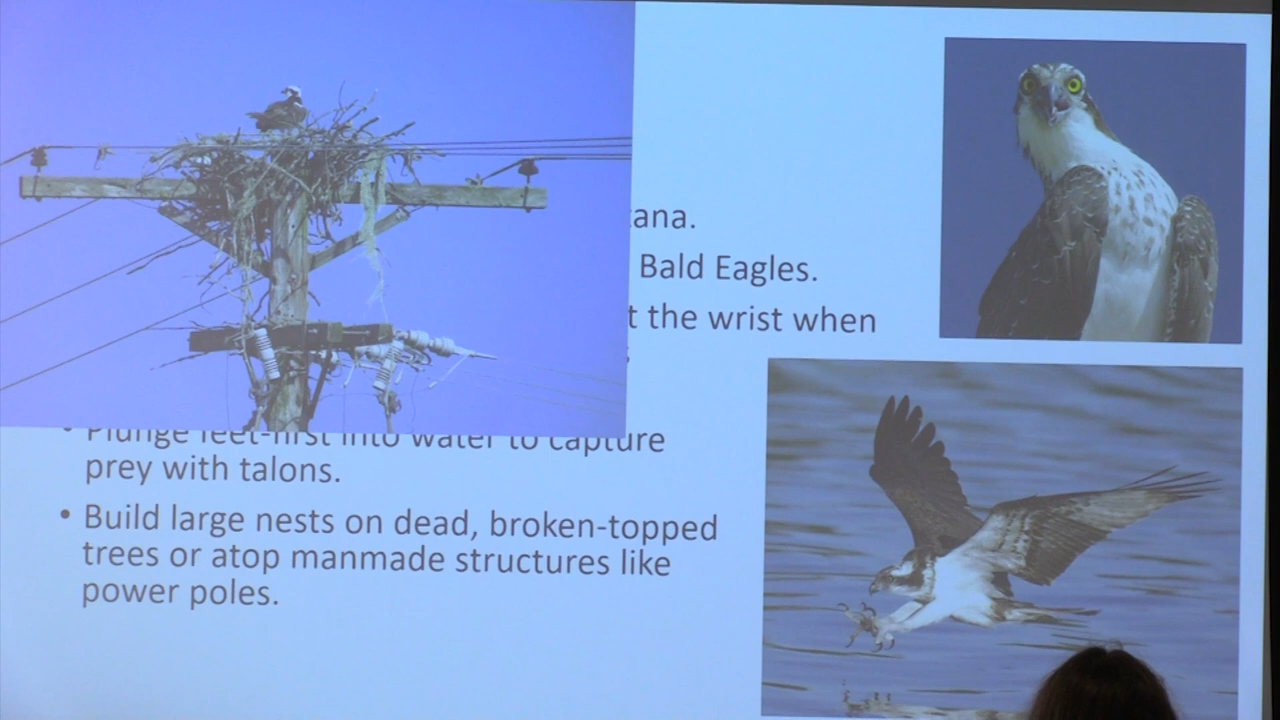 tana.
Bald Eagles.
t the wrist when
• Plunge feet-first into water to capture
prey with talons.
• Build large nests on dead, broken-topped
trees or atop manmade structures like
power poles.